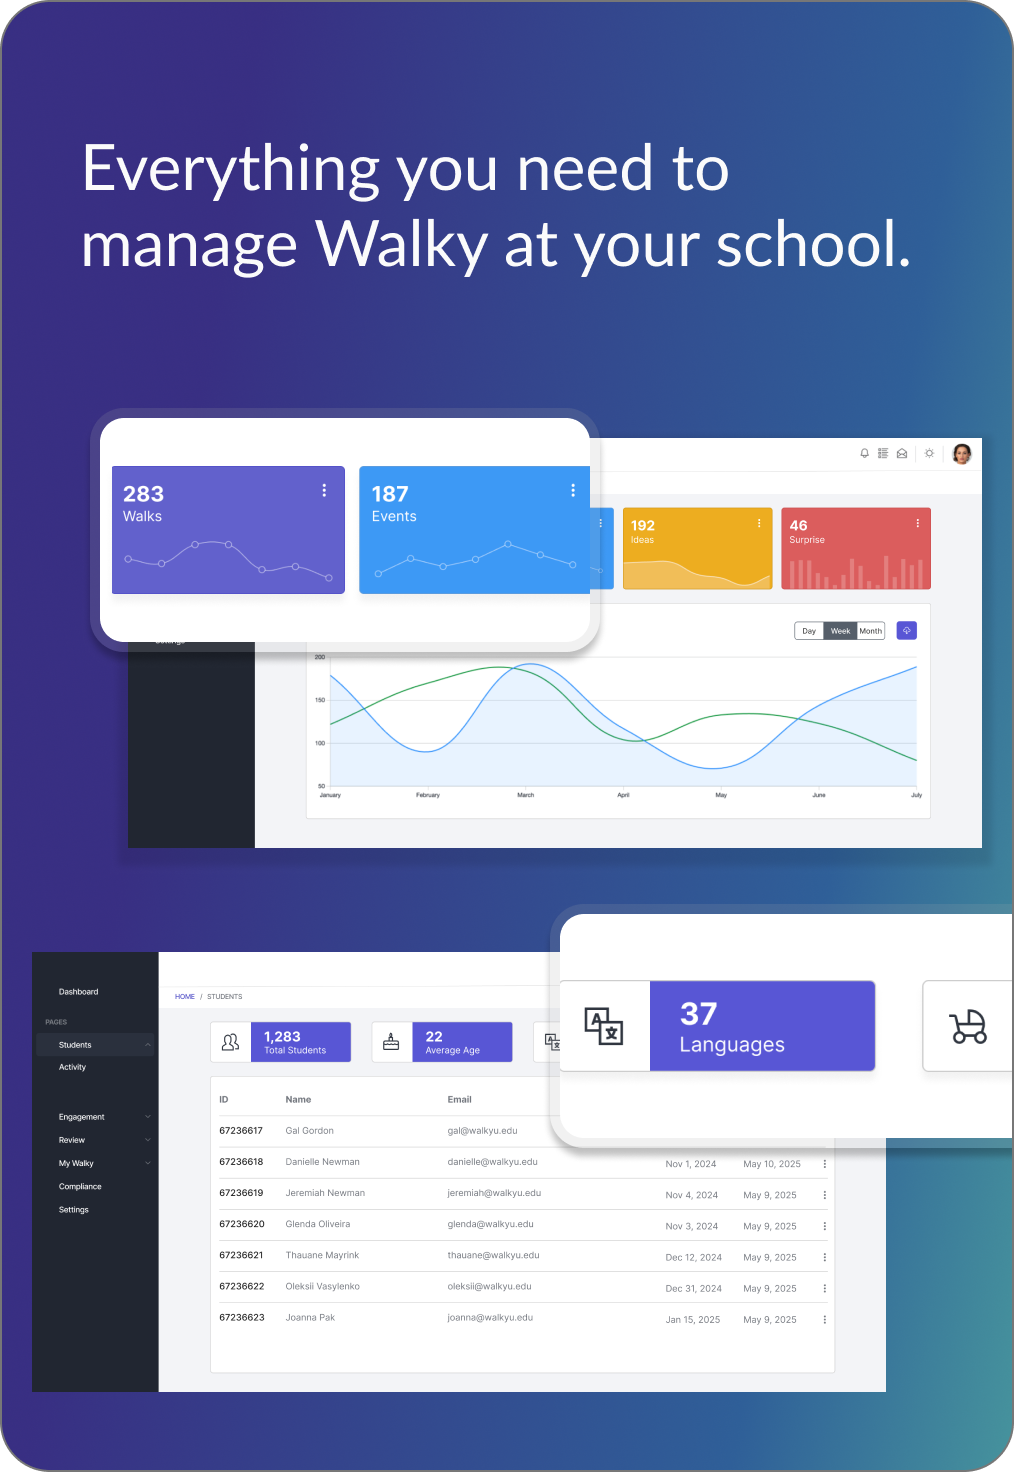 Everything you need to
manage Walky at your school.
283
Walks
187
Events
192
Ideas
46
Surprise
Day Week Month
200
150
100
50
January February March April May June July
Dashboard
PAGES
Students
Activity
Engagement
Review
My Walky
Compliance
Settings
HOME / STUDENTS
1,283
Total Students
22
Average Age
37
Languages
ID Name Email
67236617 Gal Gordon gal@walkyu.edu
67236618 Danielle Newman danielle@walkyu.edu Nov 1, 2024 May 10, 2025
67236619 Jeremiah Newman jeremiah@walkyu.edu Nov 4, 2024 May 9, 2025
67236620 Glenda Oliveira glenda@walkyu.edu Nov 3, 2024 May 9, 2025
67236621 Thauane Mayrink thauane@walkyu.edu Dec 12, 2024 May 9, 2025
67236622 Oleksii Vasylenko oleksii@walkyu.edu Dec 31, 2024 May 9, 2025
67236623 Joanna Pak joanna@walkyu.edu Jan 15, 2025 May 9, 2025